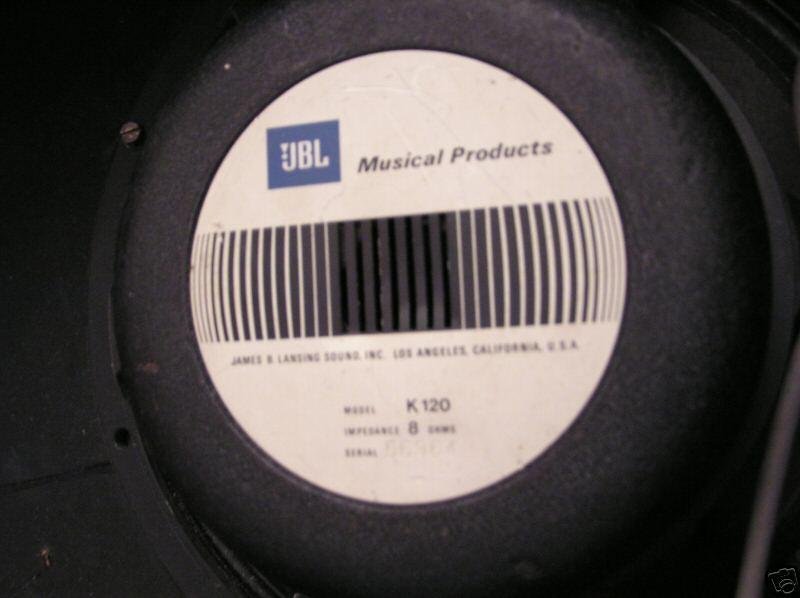 JBL
Musical Products
JAMES B. LANSING SOUND, INC. LOS ANGELES, CALIFORNIA, U.S.A.
MODEL K120
IMPEDANCE 8 OHMS
SERIAL